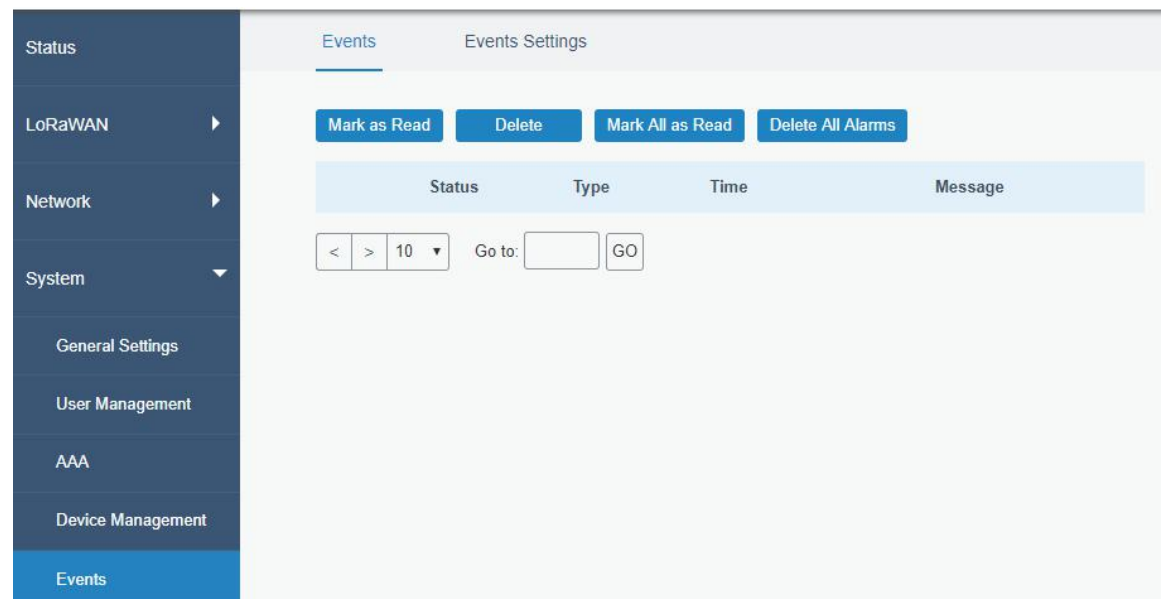 Status
LoRaWAN
Network
System
General Settings
User Management
AAA
Device Management
Events
Events Events Settings
Mark as Read Delete Mark All as Read Delete All Alarms
Status Type Time Message
< > 10 Go to: GO